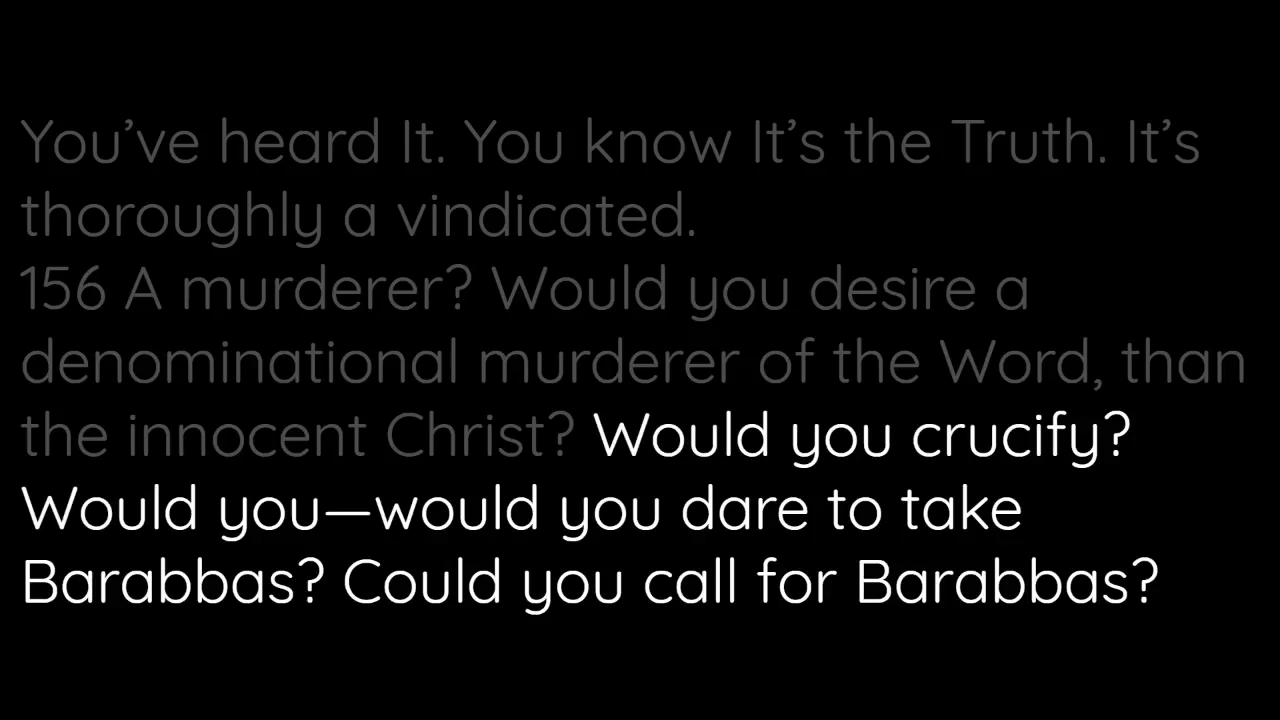 You’ve heard It. You know It’s the Truth. It’s
thoroughly a vindicated.
156 A murderer? Would you desire a
denominational murderer of the Word, than
the innocent Christ? Would you crucify?
Would you—would you dare to take
Barabbas? Could you call for Barabbas?